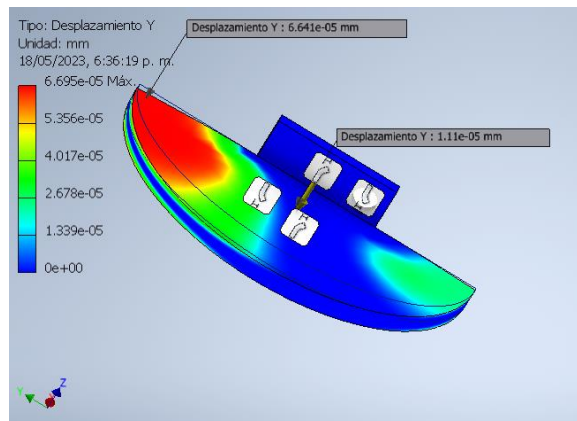 Tipo: Desplazamiento Y
Unidad: mm
18/05/2023, 6:36:19 p. m.
6.695e-05 Máx.
5.356e-05
4.017e-05
2.678e-05
1.339e-05
0e+00
Desplazamiento Y : 6.641e-05 mm
Desplazamiento Y : 1.11e-05 mm
Y
Z